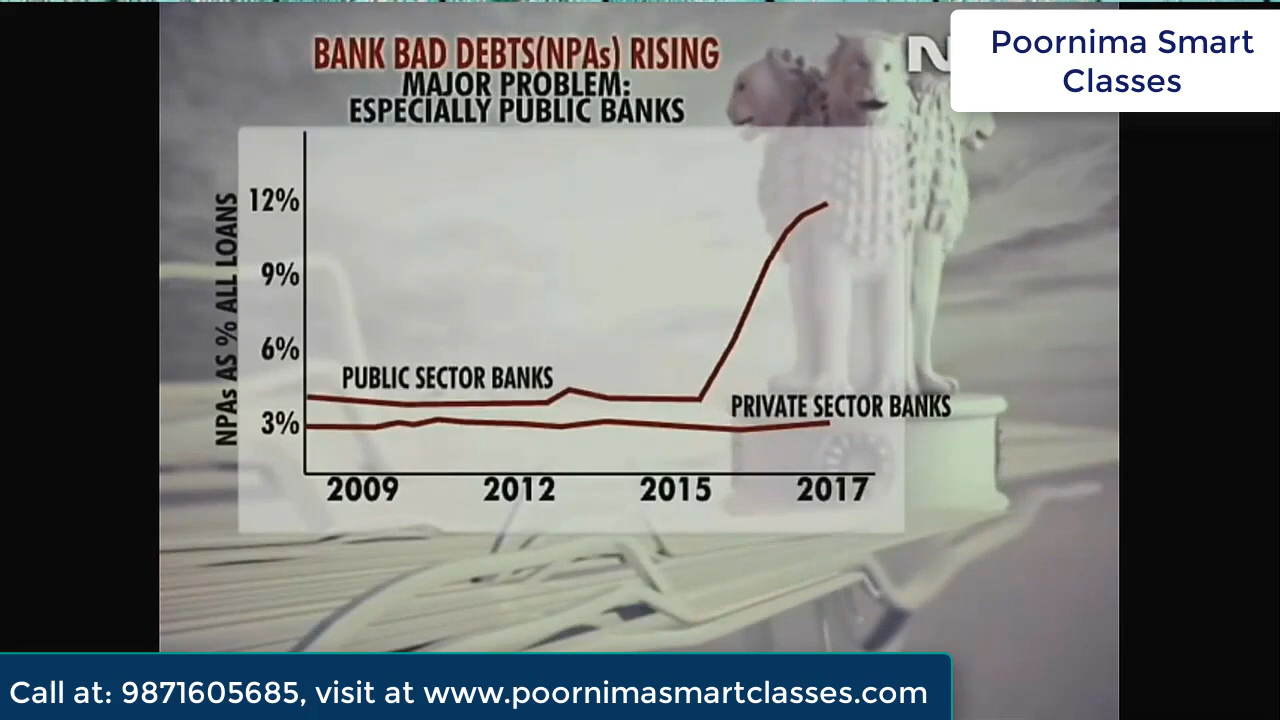 BANK BAD DEBTS(NPAs) RISING
MAJOR PROBLEM:
ESPECIALLY PUBLIC BANKS
N
Poornima Smart
Classes
NPAs AS % ALL LOANS
12%
9%
6%
3%
PUBLIC SECTOR BANKS
PRIVATE SECTOR BANKS
2009 2012 2015 2017
Call at: 9871605685, visit at www.poornimasmartclasses.com